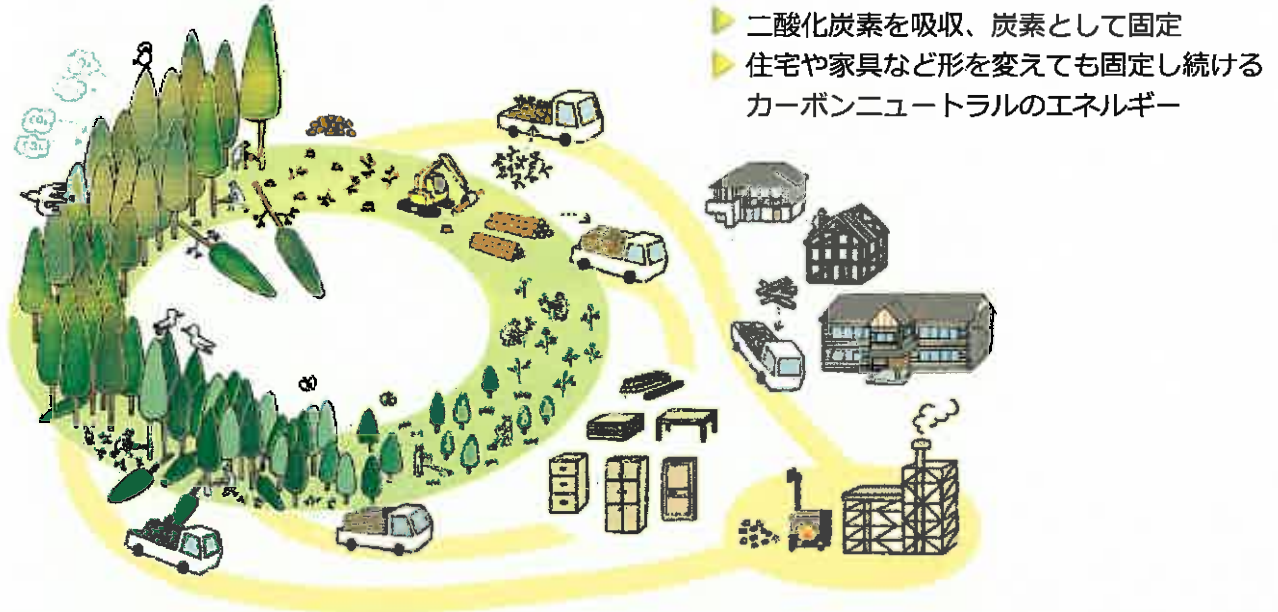 二酸化炭素を吸収、炭素として固定
住宅や家具など形を変えても固定し続ける
カーボンニュートラルのエネルギー